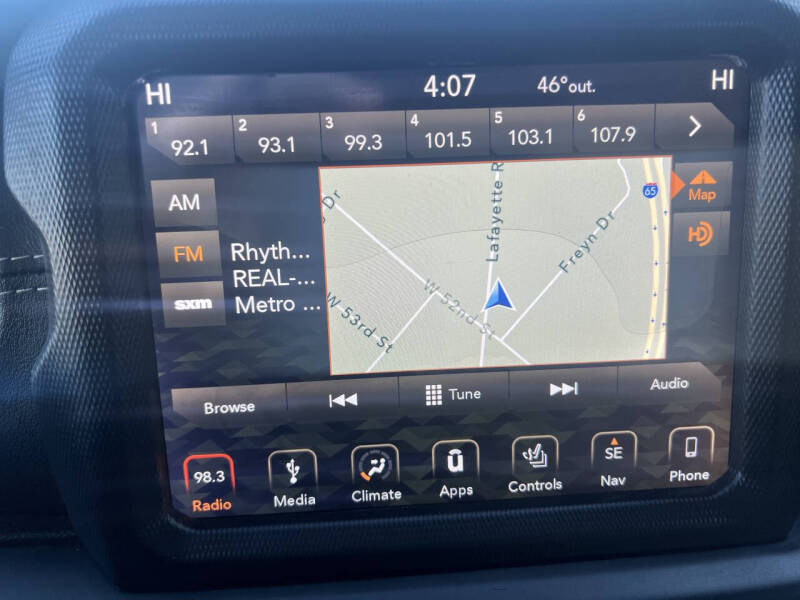 HI 4:07 46°out. HI
1 92.1 2 93.1 3 99.3 4 101.5 5 103.1 6 107.9
AM
FM
sxm
Rhyth...
REAL-...
Metro ...
Dr
Lafayette R
Freyn Dr
W 52nd St
W 53rd St
65
Map
HD
Browse Tune Audio
98.3 SE
Radio Media Climate Apps Controls Nav Phone